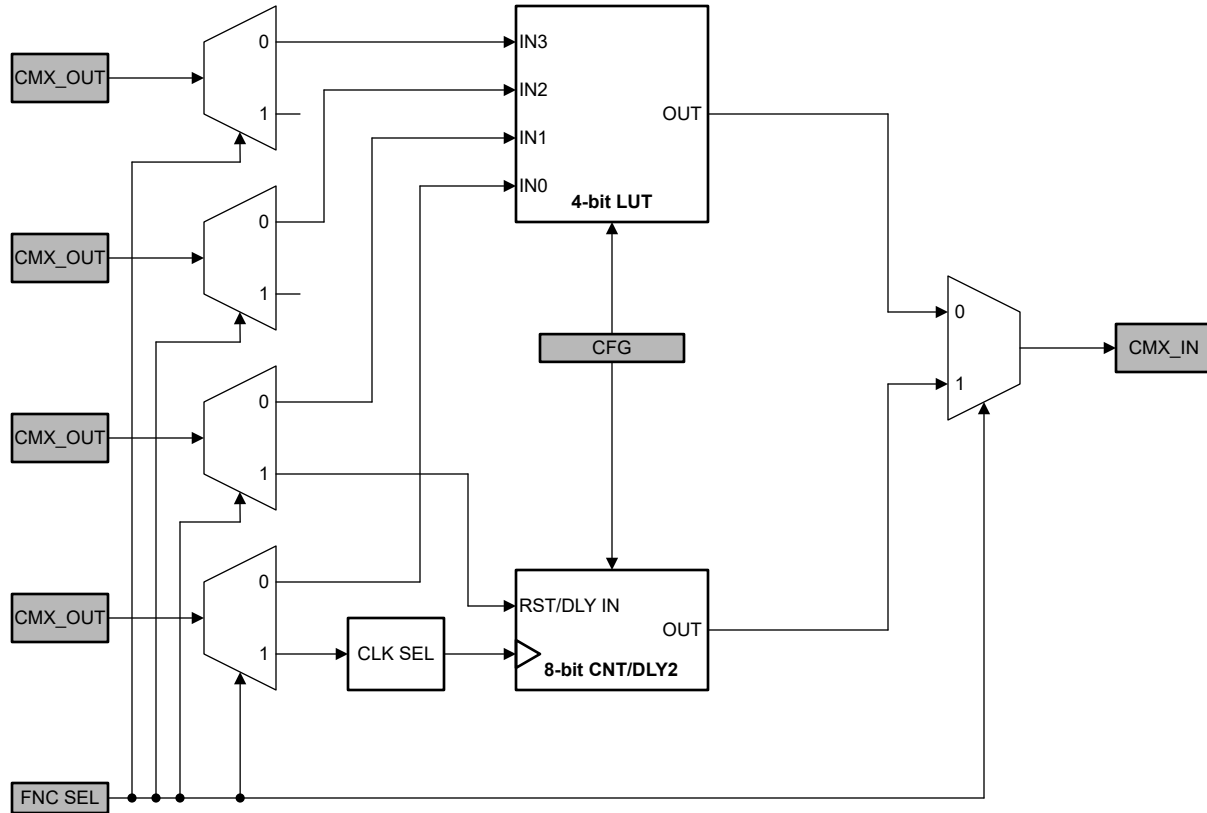 CMX_OUT
0
1
CMX_OUT
0
1
CMX_OUT
0
1
CMX_OUT
0
1
CLK SEL
FNC SEL
IN3
IN2
IN1
IN0
OUT
4-bit LUT
CFG
RST/DLY IN
OUT
8-bit CNT/DLY2
0
1
CMX_IN